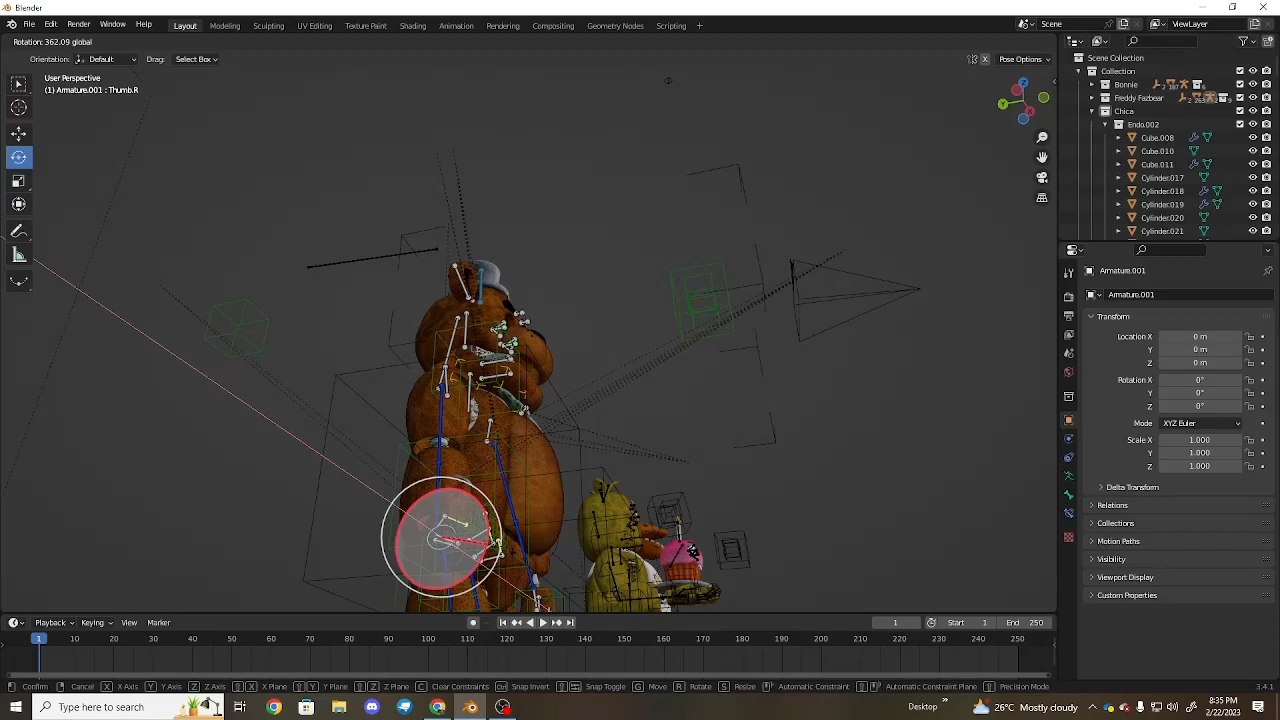 Blender
File Edit Render Window Help
Layout Modeling Sculpting UV Editing Texture Paint Shading Animation Rendering Compositing Geometry Nodes Scripting +
Scene
ViewLayer
Rotation: 362.09 global
Orientation: Default Drag: Select Box
X Pose Options
User Perspective
(1) Armature.001 : Thumb.R
Z
Y
X
Scene Collection
Collection
Bonnie
Freddy Fazbear
Chica
Endo.002
Cube.008
Cube.010
Cube.011
Cylinder.017
Cylinder.018
Cylinder.019
Cylinder.020
Cylinder.021
Armature.001
Armature.001
Transform
Location X 0 m
Y 0 m
Z 0 m
Rotation X 0°
Y 0°
Z 0°
Mode XYZ Euler
Scale X 1.000
Y 1.000
Z 1.000
Delta Transform
Relations
Collections
Motion Paths
Visibility
Viewport Display
Custom Properties
Playback Keying View Marker
1 Start 1 End 250
1 10 20 30 40 50 60 70 80 90 100 110 120 130 140 150 160 170 180 190 200 210 220 230 240 250
Confirm Cancel X X Axis Y Y Axis Z Z Axis X X Plane Y Y Plane Z Z Plane C Clear Constraints Ctrl Snap Invert Snap Toggle G Move R Rotate S Resize Automatic Constraint Automatic Constraint Plane Precision Mode
3.4.1
Type here to search
Desktop
25°C Mostly cloudy
8:35 PM
2/22/2023